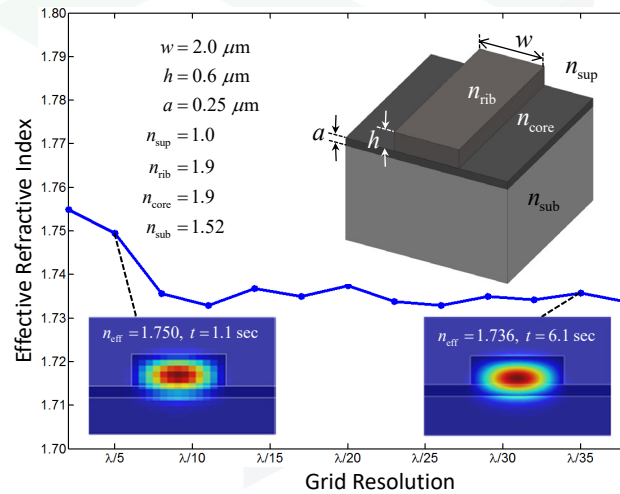 1.80
1.79
1.78
1.77
1.76
1.75
1.74
1.73
1.72
1.71
1.70
Effective Refractive Index
w = 2.0 μm
h = 0.6 μm
a = 0.25 μm
n_sup = 1.0
n_rib = 1.9
n_core = 1.9
n_sub = 1.52
w
n_sup
n_rib
n_core
a
h
n_sub
n_eff = 1.750, t = 1.1 sec
n_eff = 1.736, t = 6.1 sec
λ/5 λ/10 λ/15 λ/20 λ/25 λ/30 λ/35
Grid Resolution